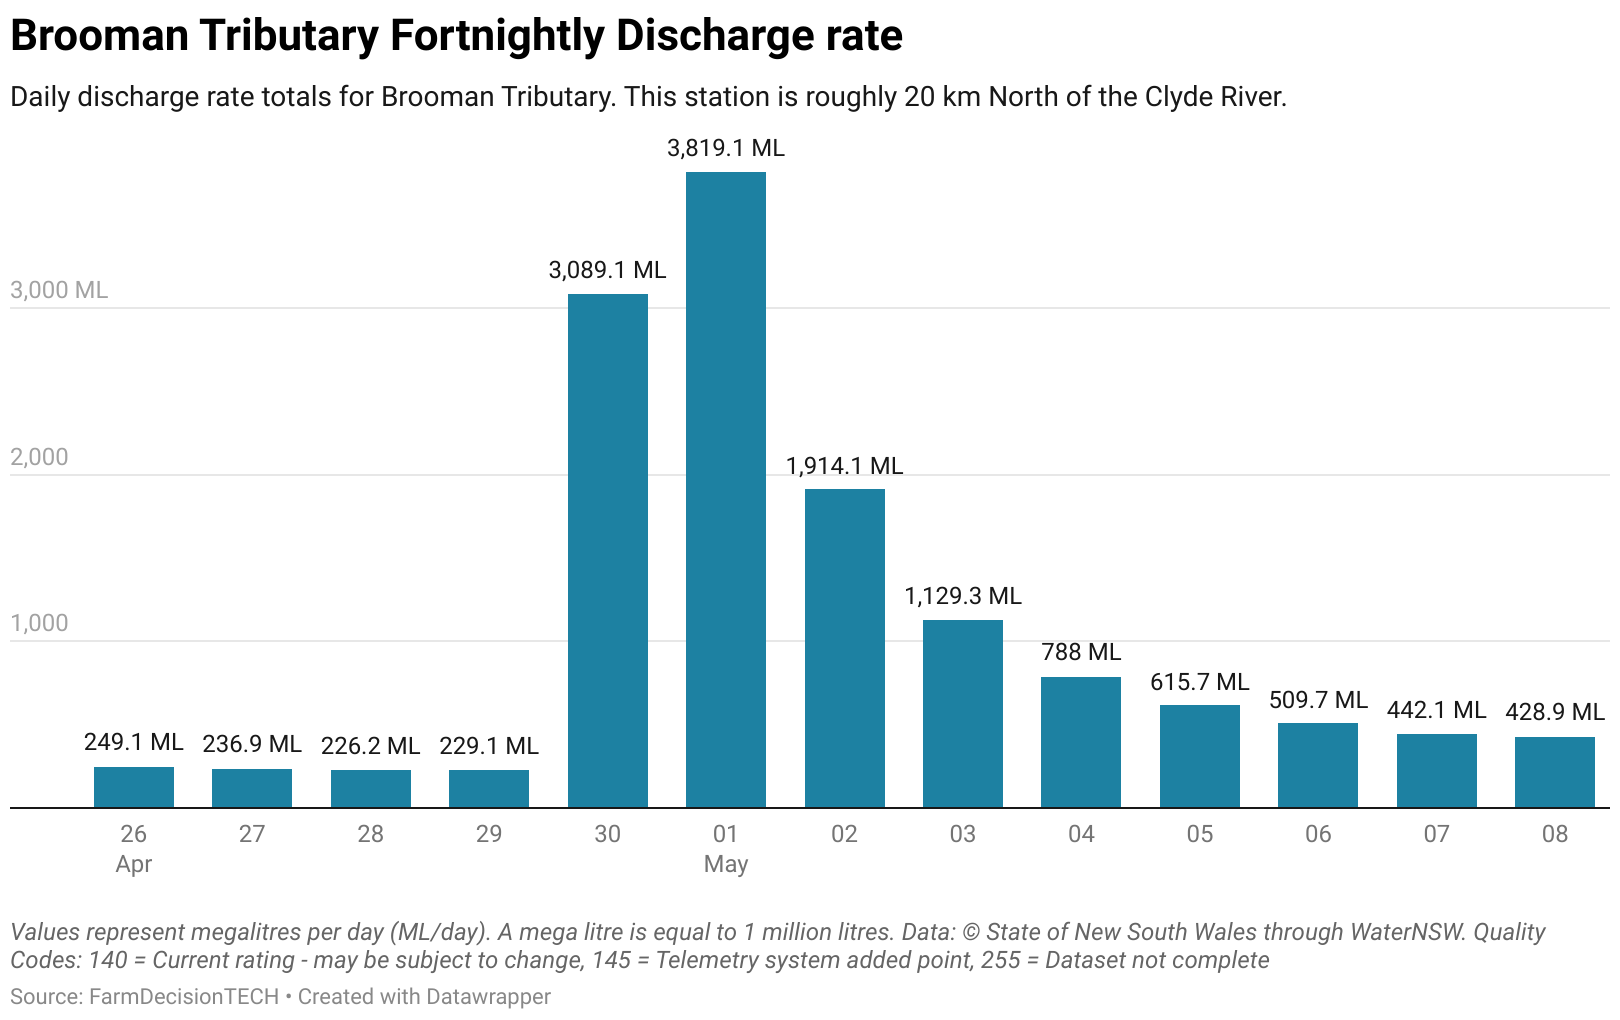 Brooman Tributary Fortnightly Discharge rate
Daily discharge rate totals for Brooman Tributary. This station is roughly 20 km North of the Clyde River.
3,819.1 ML
3,089.1 ML
3,000 ML
2,000
1,914.1 ML
1,129.3 ML
1,000
788 ML
615.7 ML
509.7 ML
442.1 ML
428.9 ML
249.1 ML
236.9 ML
226.2 ML
229.1 ML
26 27 28 29 30 01 02 03 04 05 06 07 08
Apr May
Values represent megalitres per day (ML/day). A mega litre is equal to 1 million litres. Data: © State of New South Wales through WaterNSW. Quality
Codes: 140 = Current rating - may be subject to change, 145 = Telemetry system added point, 255 = Dataset not complete
Source: FarmDecisionTECH • Created with Datawrapper